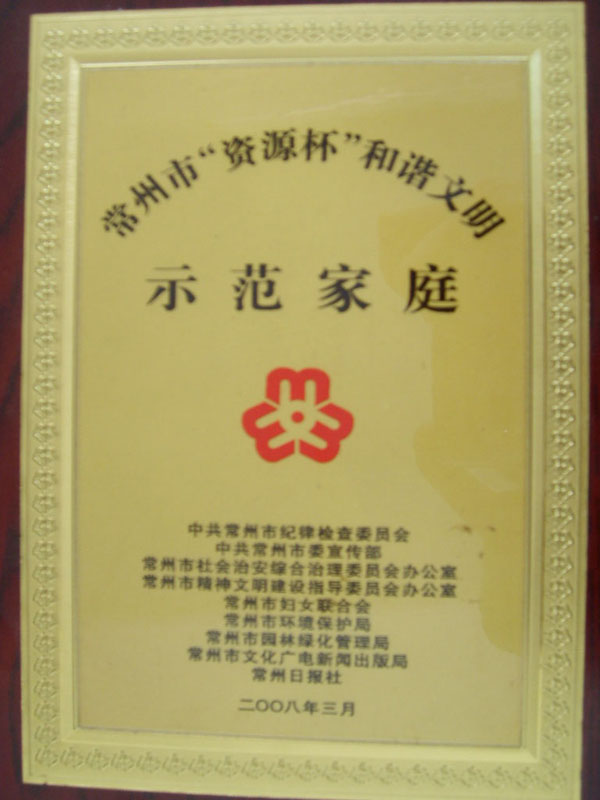 常州市“资源杯”和谐文明
示范家庭
中共常州市纪律检查委员会
中共常州市委宣传部
常州市社会治安综合治理委员会办公室
常州市精神文明建设指导委员会办公室
常州市妇女联合会
常州市环境保护局
常州市园林绿化管理局
常州市文化广电新闻出版局
常州日报社
二〇〇八年三月